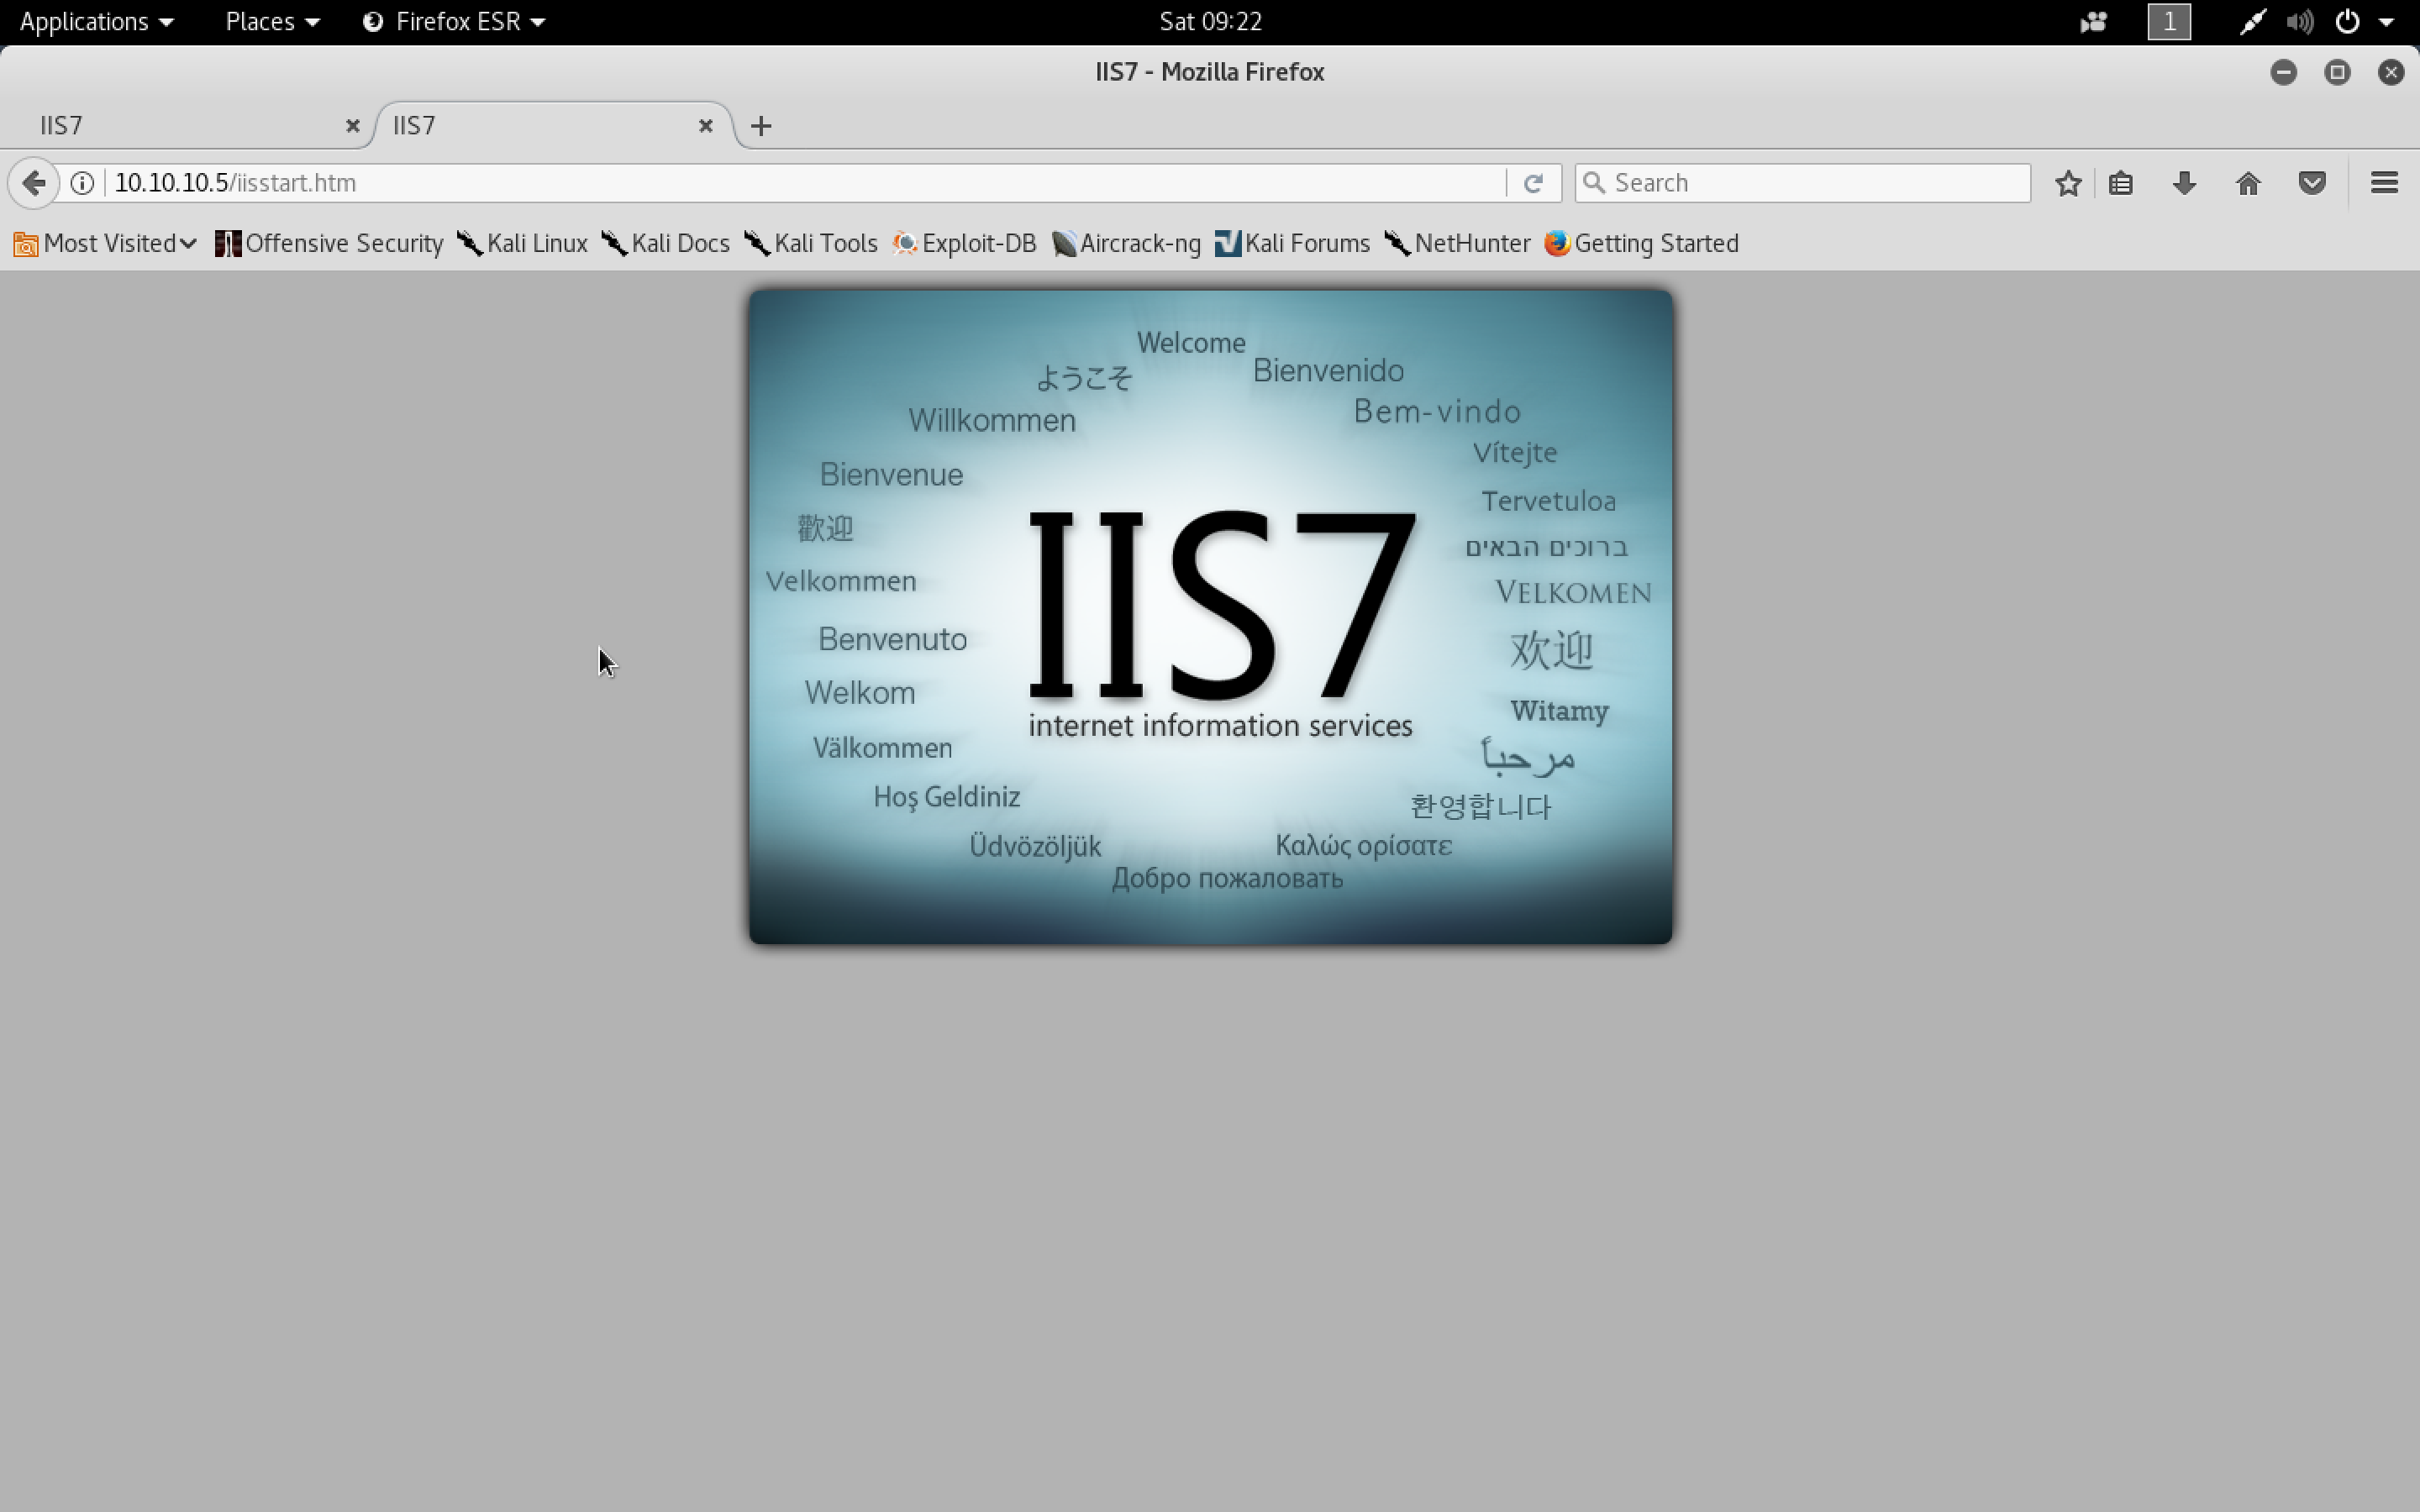 Applications Places Firefox ESR Sat 09:22 1
IIS7 - Mozilla Firefox
IIS7 IIS7
10.10.10.5/iisstart.htm Search
Most Visited Offensive Security Kali Linux Kali Docs Kali Tools Exploit-DB Aircrack-ng Kali Forums NetHunter Getting Started
Welcome
ようこそ Bienvenido
Willkommen Bem-vindo
Vítejte
Bienvenue
Tervetuloa
歡迎
ברוכים הבאים
Velkommen VELKOMEN
Benvenuto 欢迎
IIS7
Welkom Witamy
internet information services
Välkommen مرحباً
Hoş Geldiniz 환영합니다
Üdvözöljük Καλώς ορίσατε
Добро пожаловать